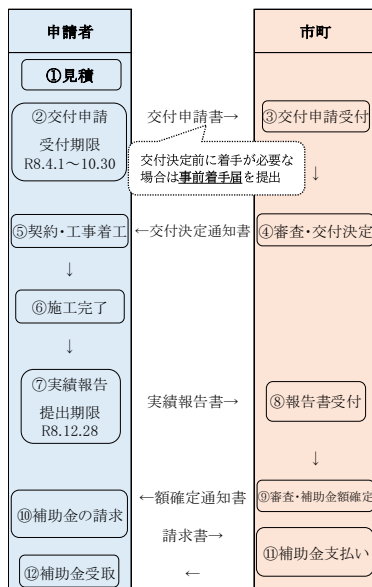 申請者
市町
①見積
②交付申請
受付期限
R8.4.1～10.30
交付申請書→
③交付申請受付
交付決定前に着手が必要な
場合は事前着手届を提出
↓
⑤契約・工事着工
←交付決定通知書
④審査・交付決定
↓
⑥施工完了
↓
⑦実績報告
提出期限
R8.12.28
実績報告書→
⑧報告書受付
↓
←額確定通知書
⑨審査・補助金額確定
⑩補助金の請求
請求書→
⑪補助金支払い
⑫補助金受取
←